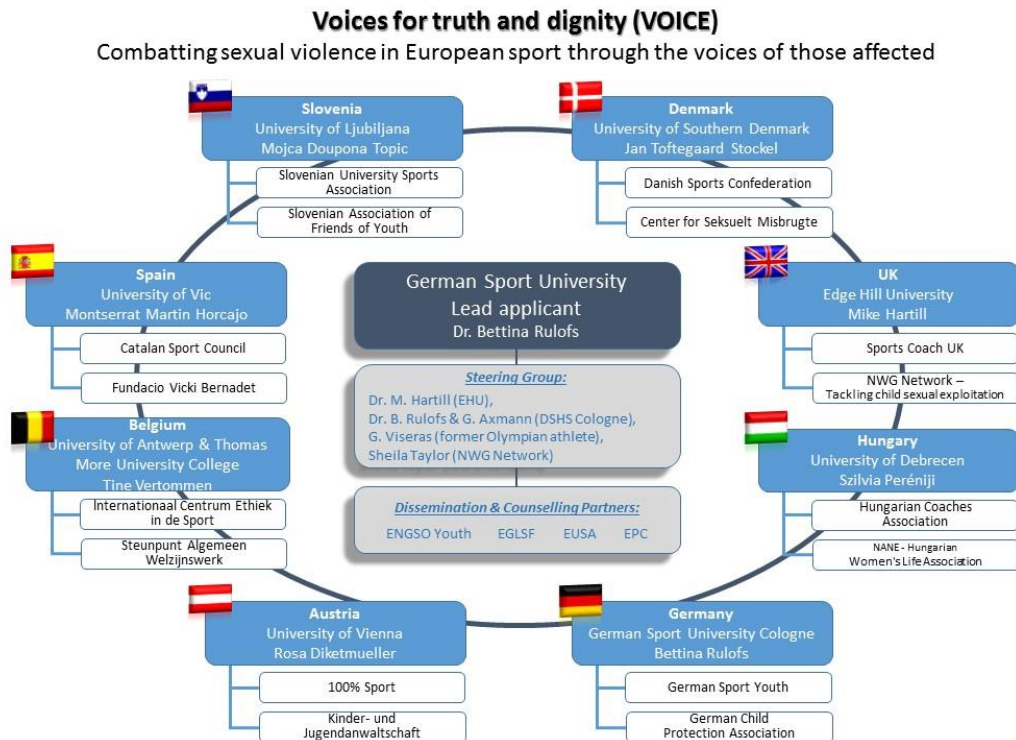 Voices for truth and dignity (VOICE)
Combatting sexual violence in European sport through the voices of those affected
Slovenia
University of Ljubiljana
Mojca Doupona Topic
Slovenian University Sports
Association
Slovenian Association of
Friends of Youth
Denmark
University of Southern Denmark
Jan Toftegaard Stockel
Danish Sports Confederation
Center for Seksuelt Misbrugte
Spain
University of Vic
Montserrat Martin Horcajo
Catalan Sport Council
Fundacio Vicki Bernadet
German Sport University
Lead applicant
Dr. Bettina Rulofs
Steering Group:
Dr. M. Hartill (EHU),
Dr. B. Rulofs & G. Axmann (DSHS Cologne),
G. Viseras (former Olympian athlete),
Sheila Taylor (NWG Network)
Dissemination & Counselling Partners:
ENGSO Youth EGLSF EUSA EPC
UK
Edge Hill University
Mike Hartill
Sports Coach UK
NWG Network –
Tackling child sexual exploitation
Belgium
University of Antwerp & Thomas
More University College
Tine Vertommen
Internationaal Centrum Ethiek
in de Sport
Steunpunt Algemeen
Welzijnswerk
Hungary
University of Debrecen
Szilvia Peréniji
Hungarian Coaches
Association
NANE - Hungarian
Women's Life Association
Austria
University of Vienna
Rosa Diketmueller
100% Sport
Kinder- und
Jugendanwaltschaft
Germany
German Sport University Cologne
Bettina Rulofs
German Sport Youth
German Child
Protection Association